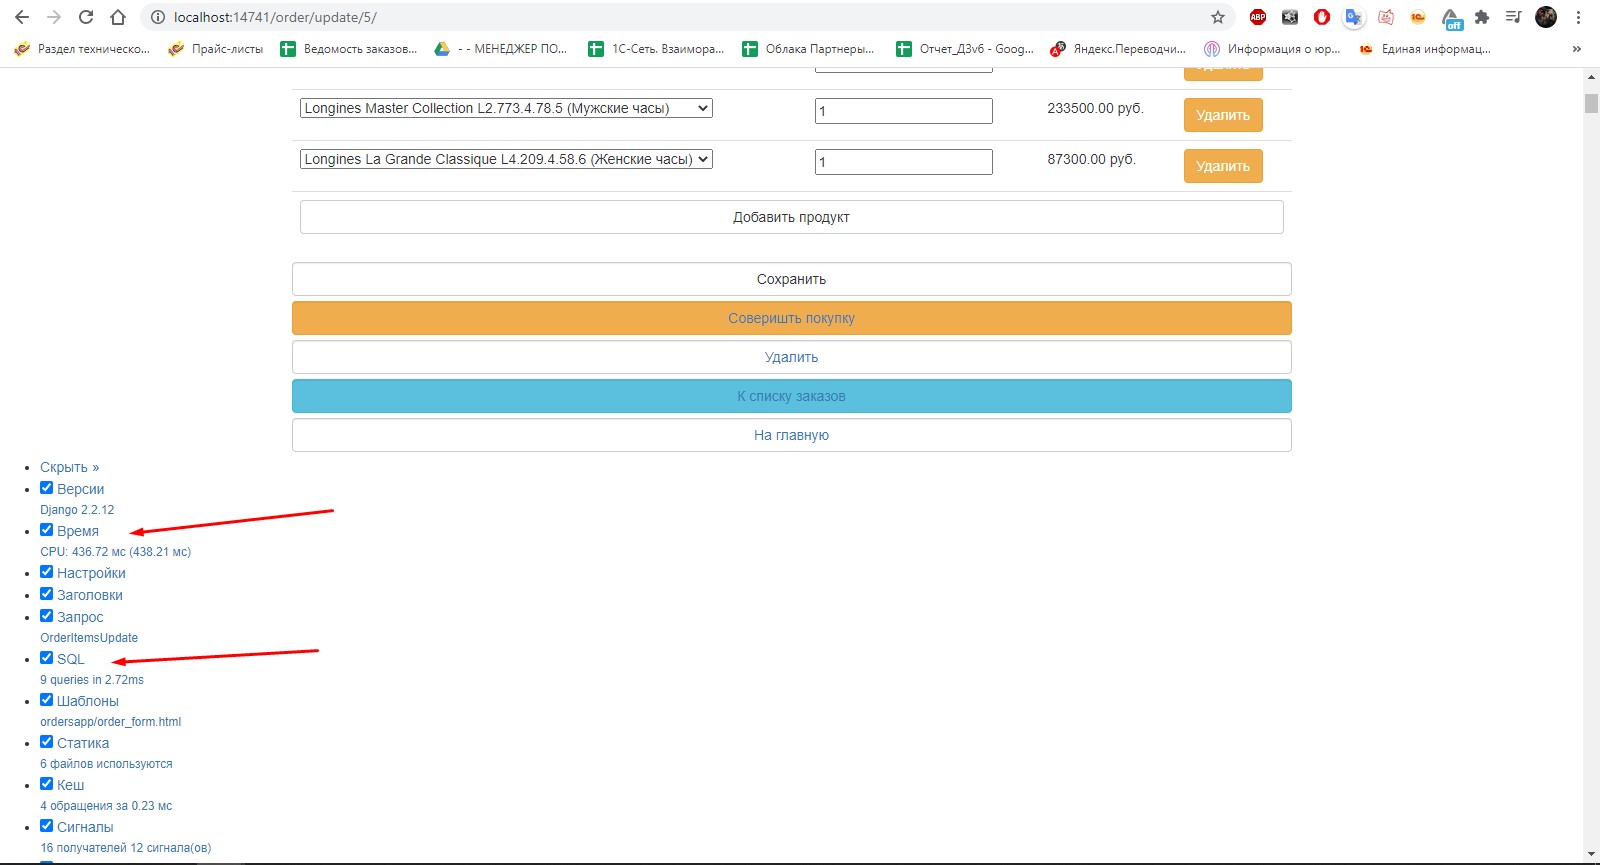 localhost:14741/order/update/5/
ABP
off
Раздел техническо...
Прайс-листы
Ведомость заказов...
- - МЕНЕДЖЕР ПО...
1С-Сеть. Взаимора...
Облака Партнеры...
Отчет_ДЗv6 - Goog...
Яндекс.Переводчи...
Информация о юр...
Единая информац...
»
Удалить
Longines Master Collection L2.773.4.78.5 (Мужские часы) 1 233500.00 руб. Удалить
Longines La Grande Classique L4.209.4.58.6 (Женские часы) 1 87300.00 руб. Удалить
Добавить продукт
Сохранить
Соверишть покупку
Удалить
К списку заказов
На главную
Скрыть »
Версии
Django 2.2.12
Время
CPU: 436.72 мс (438.21 мс)
Настройки
Заголовки
Запрос
OrderItemsUpdate
SQL
9 queries in 2.72ms
Шаблоны
ordersapp/order_form.html
Статика
6 файлов используются
Кеш
4 обращения за 0.23 мс
Сигналы
16 получателей 12 сигнала(ов)